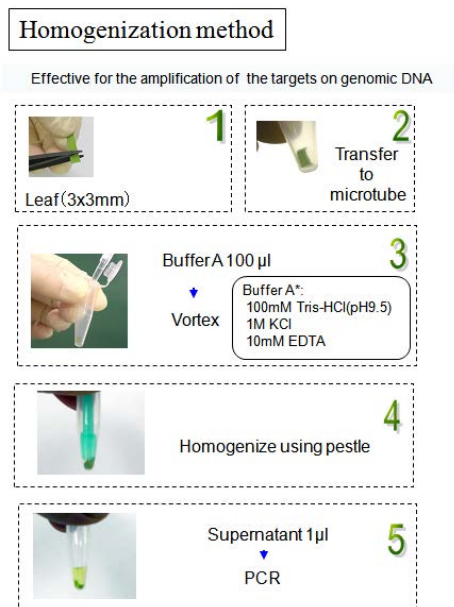 Homogenization method
Effective for the amplification of the targets on genomic DNA
1
Leaf(3x3mm)
2
Transfer
to
microtube
3
Buffer A 100 µl
Vortex
Buffer A*:
100mM Tris-HCl(pH9.5)
1M KCl
10mM EDTA
4
Homogenize using pestle
5
Supernatant 1µl
PCR